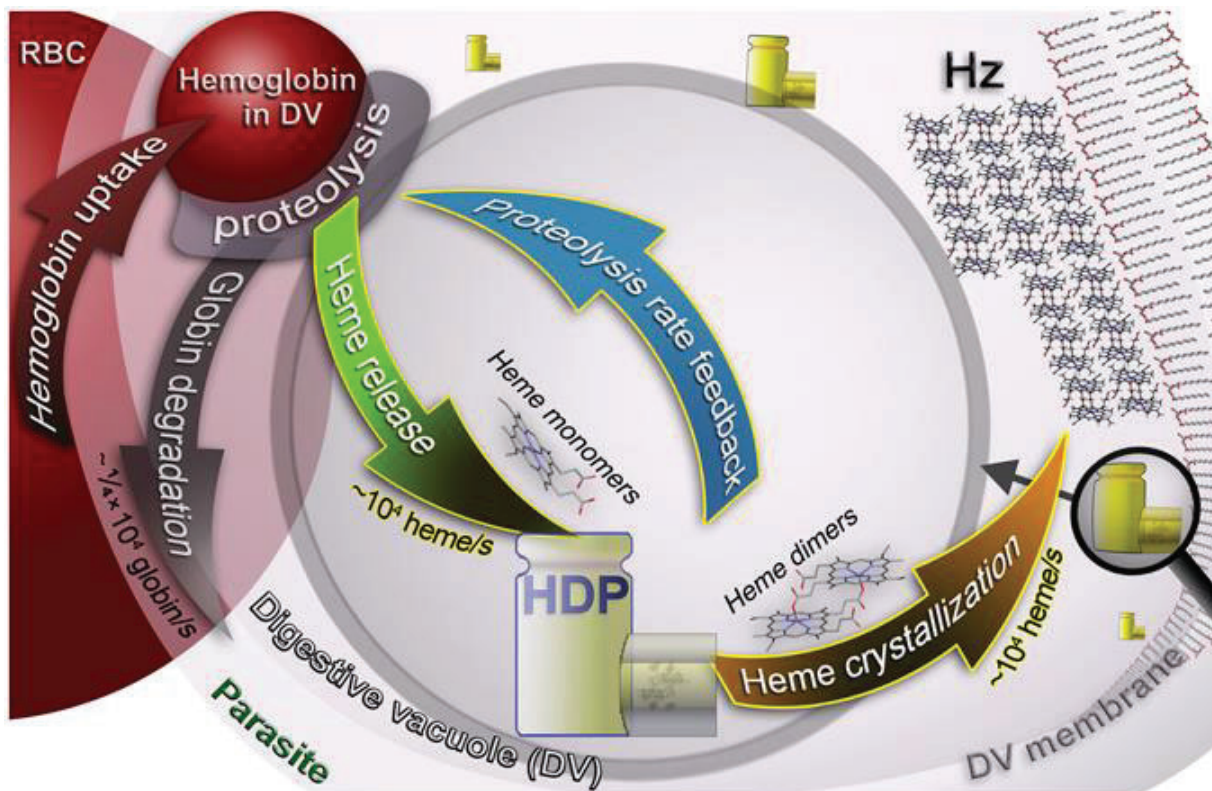 RBC
Hemoglobin
in DV
proteolysis
Hemoglobin uptake
Globin degradation
~¼×10⁴ globin/s
Heme release
~10⁴ heme/s
Heme monomers
Proteolysis rate feedback
HDP
Heme dimers
Heme crystallization
~10⁴ heme/s
Hz
DV membrane
Digestive vacuole (DV)
Parasite